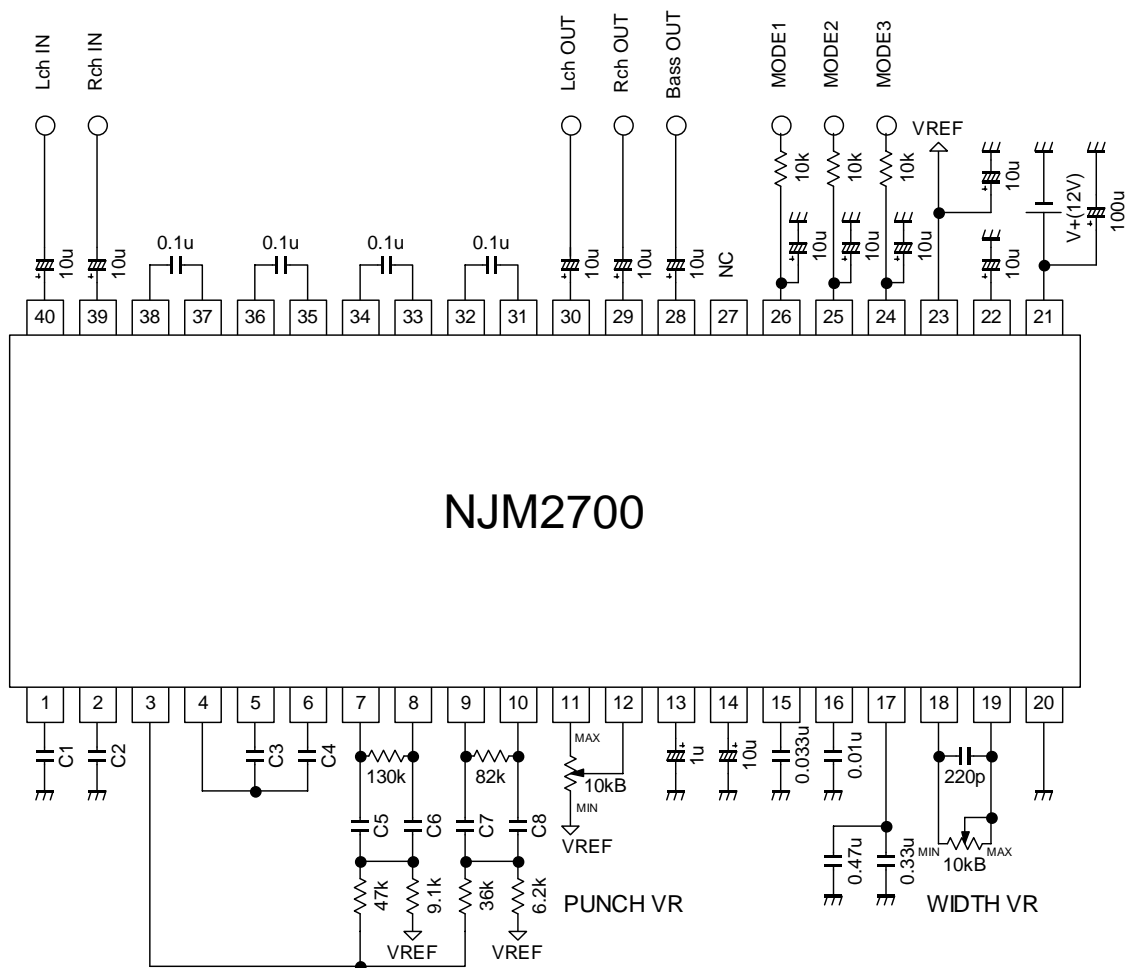 Lch IN
Rch IN
Lch OUT
Rch OUT
Bass OUT
MODE1
MODE2
MODE3
VREF
10k
10k
10k
10u
V+(12V)
100u
0.1u
0.1u
0.1u
0.1u
10u
10u
10u
10u
10u
NC
10u
10u
10u
10u
40
39
38
37
36
35
34
33
32
31
30
29
28
27
26
25
24
23
22
21
NJM2700
1
2
3
4
5
6
7
8
9
10
11
12
13
14
15
16
17
18
19
20
C1
C2
C3
C4
130k
82k
MAX
10kB
MIN
VREF
1u
10u
0.033u
0.01u
220p
C5
C6
C7
C8
0.47u
0.33u
MIN
10kB
MAX
47k
9.1k
36k
6.2k
VREF
VREF
PUNCH VR
WIDTH VR